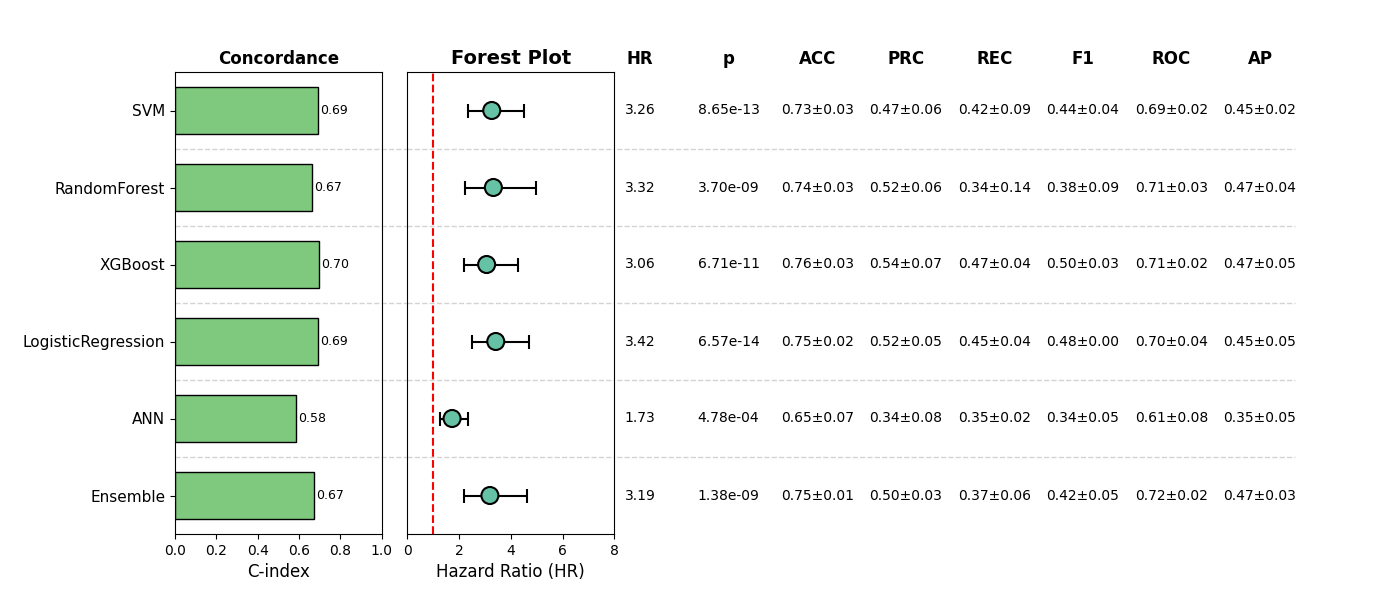 Concordance Forest Plot HR p ACC PRC REC F1 ROC AP
SVM 0.69 3.26 8.65e-13 0.73±0.03 0.47±0.06 0.42±0.09 0.44±0.04 0.69±0.02 0.45±0.02
RandomForest 0.67 3.32 3.70e-09 0.74±0.03 0.52±0.06 0.34±0.14 0.38±0.09 0.71±0.03 0.47±0.04
XGBoost 0.70 3.06 6.71e-11 0.76±0.03 0.54±0.07 0.47±0.04 0.50±0.03 0.71±0.02 0.47±0.05
LogisticRegression 0.69 3.42 6.57e-14 0.75±0.02 0.52±0.05 0.45±0.04 0.48±0.00 0.70±0.04 0.45±0.05
ANN 0.58 1.73 4.78e-04 0.65±0.07 0.34±0.08 0.35±0.02 0.34±0.05 0.61±0.08 0.35±0.05
Ensemble 0.67 3.19 1.38e-09 0.75±0.01 0.50±0.03 0.37±0.06 0.42±0.05 0.72±0.02 0.47±0.03
0.0 0.2 0.4 0.6 0.8 1.0 0 2 4 6 8
C-index Hazard Ratio (HR)